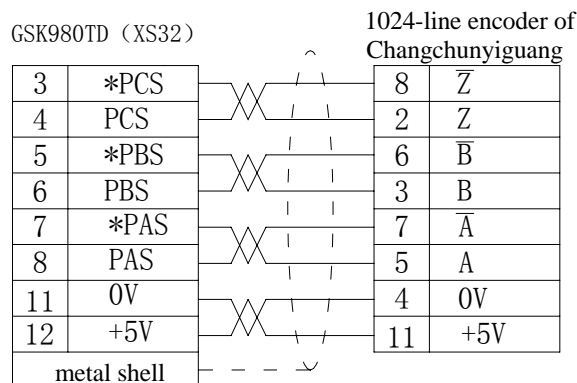 GSK980TD（XS32）
1024-line encoder of
Changchunyiguang
3 *PCS 8 Z̅
4 PCS 2 Z
5 *PBS 6 B̅
6 PBS 3 B
7 *PAS 7 A̅
8 PAS 5 A
11 0V 4 0V
12 +5V 11 +5V
metal shell